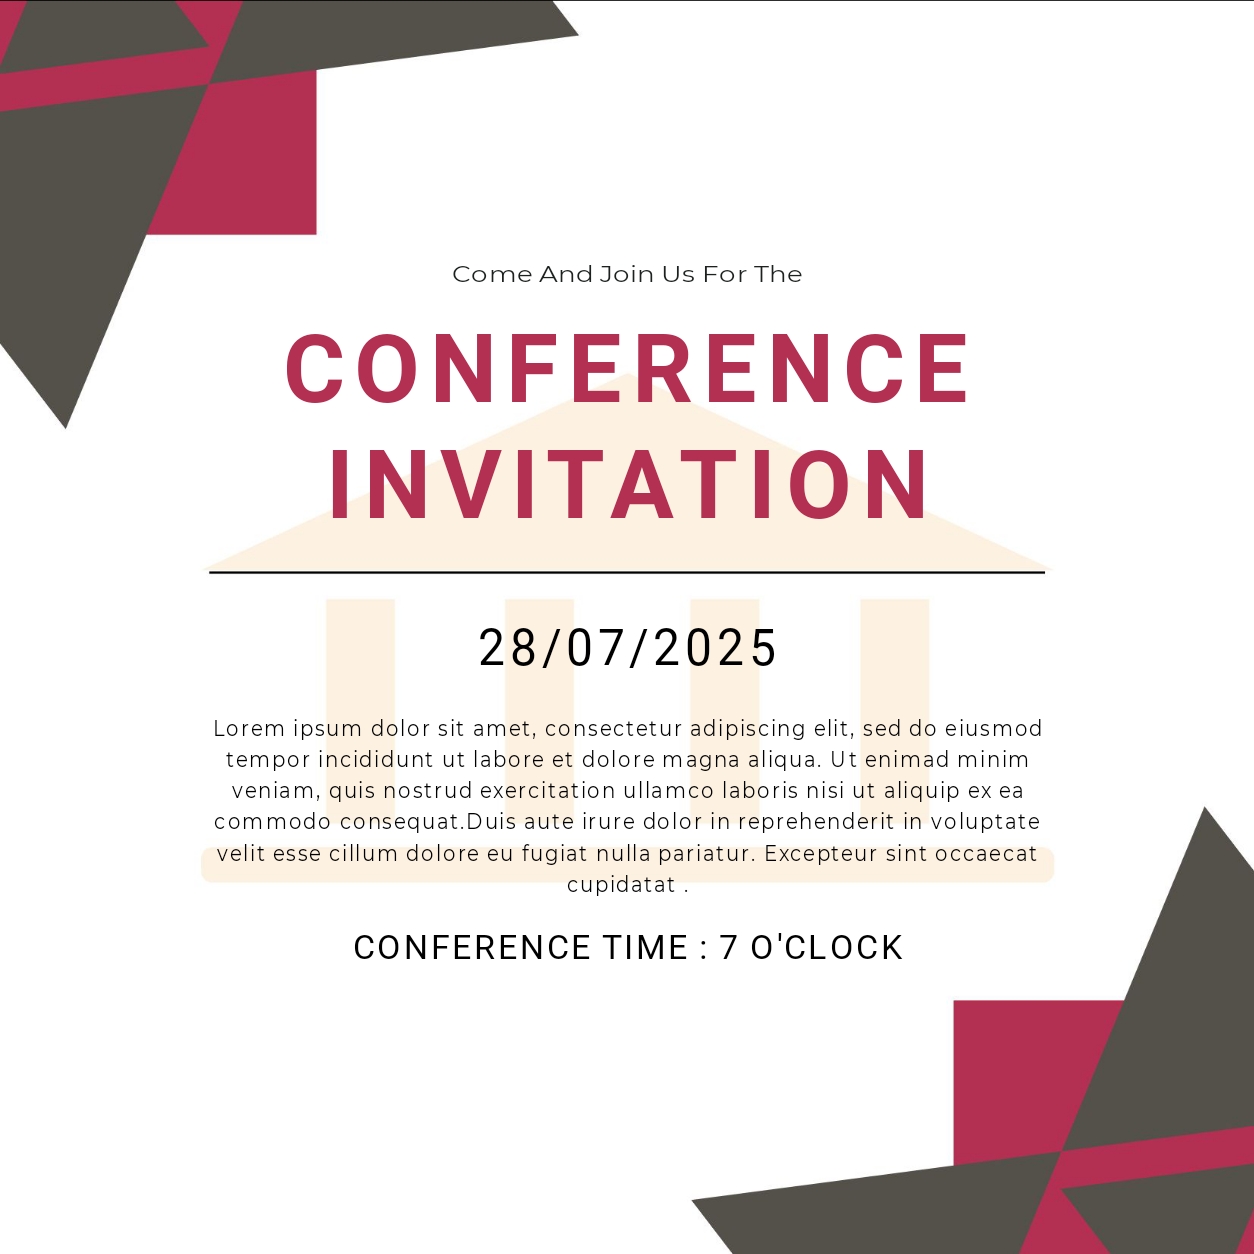 Come And Join Us For The
CONFERENCE
INVITATION
28/07/2025
Lorem ipsum dolor sit amet, consectetur adipiscing elit, sed do eiusmod
tempor incididunt ut labore et dolore magna aliqua. Ut enimad minim
veniam, quis nostrud exercitation ullamco laboris nisi ut aliquip ex ea
commodo consequat.Duis aute irure dolor in reprehenderit in voluptate
velit esse cillum dolore eu fugiat nulla pariatur. Excepteur sint occaecat
cupidatat .
CONFERENCE TIME : 7 O'CLOCK